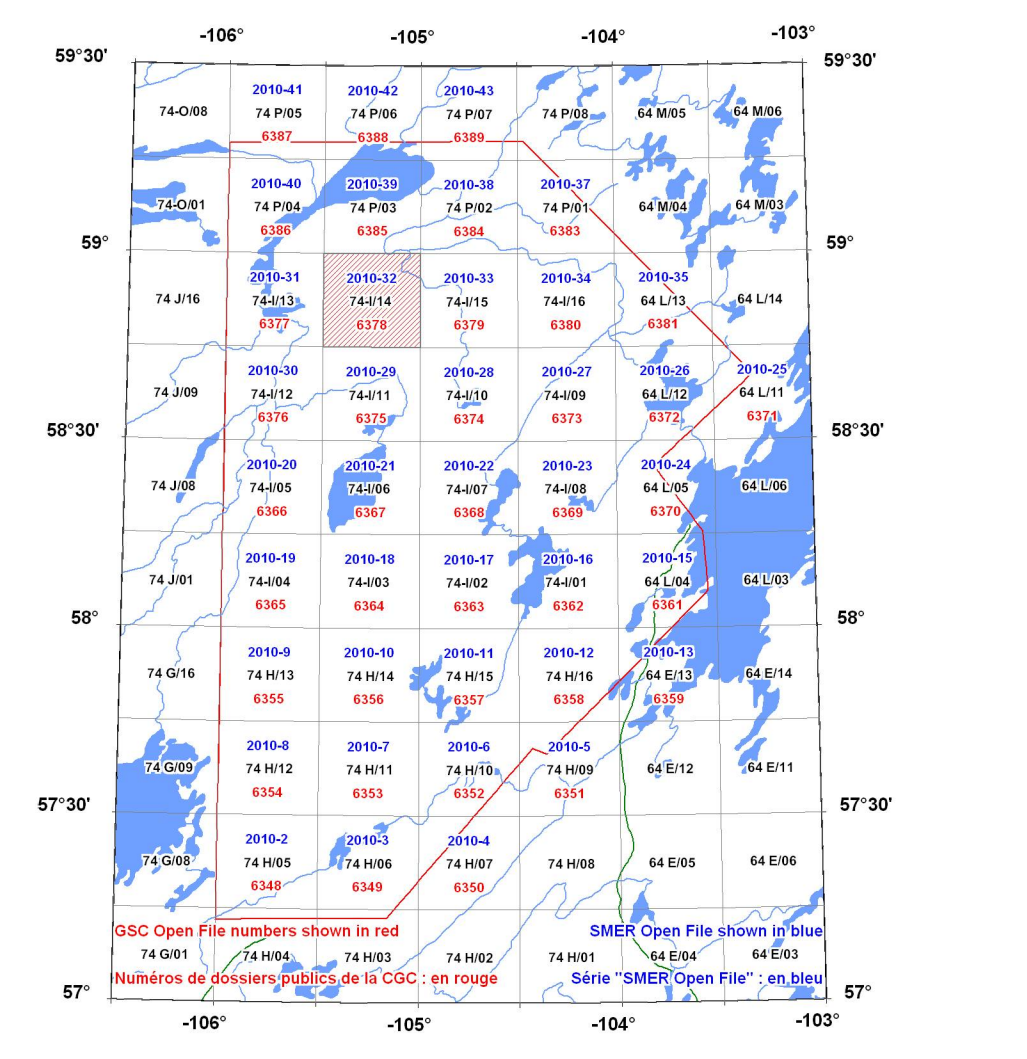 -106° -105° -104° -103°
59°30' 59°30'
2010-41 2010-42 2010-43
74-O/08 74 P/05 74 P/06 74 P/07 74 P/08 64 M/05 64 M/06
6387 6388 6389
2010-40 2010-39 2010-38 2010-37
74-O/01 74 P/04 74 P/03 74 P/02 74 P/01 64 M/04 64 M/03
6386 6385 6384 6383
59° 59°
2010-31 2010-32 2010-33 2010-34 2010-35
74 J/16 74-I/13 74-I/14 74-I/15 74-I/16 64 L/13 64 L/14
6377 6378 6379 6380 6381
2010-30 2010-29 2010-28 2010-27 2010-26 2010-25
74 J/09 74-I/12 74-I/11 74-I/10 74-I/09 64 L/12 64 L/11
6376 6375 6374 6373 6372 6371
58°30' 58°30'
2010-20 2010-21 2010-22 2010-23 2010-24
74 J/08 74-I/05 74-I/06 74-I/07 74-I/08 64 L/05 64 L/06
6366 6367 6368 6369 6370
2010-19 2010-18 2010-17 2010-16 2010-15
74 J/01 74-I/04 74-I/03 74-I/02 74-I/01 64 L/04 64 L/03
6365 6364 6363 6362 6361
58° 58°
2010-9 2010-10 2010-11 2010-12 2010-13
74 G/16 74 H/13 74 H/14 74 H/15 74 H/16 64 E/13 64 E/14
6355 6356 6357 6358 6359
2010-8 2010-7 2010-6 2010-5
74 G/09 74 H/12 74 H/11 74 H/10 74 H/09 64 E/12 64 E/11
6354 6353 6352 6351
57°30' 57°30'
2010-2 2010-3 2010-4
74 G/08 74 H/05 74 H/06 74 H/07 74 H/08 64 E/05 64 E/06
6348 6349 6350
GSC Open File numbers shown in red SMER Open File shown in blue
74 G/01 74 H/04 74 H/03 74 H/02 74 H/01 64 E/04 64 E/03
Numéros de dossiers publics de la CGC : en rouge Série "SMER Open File" : en bleu
57° 57°
-106° -105° -104° -103°